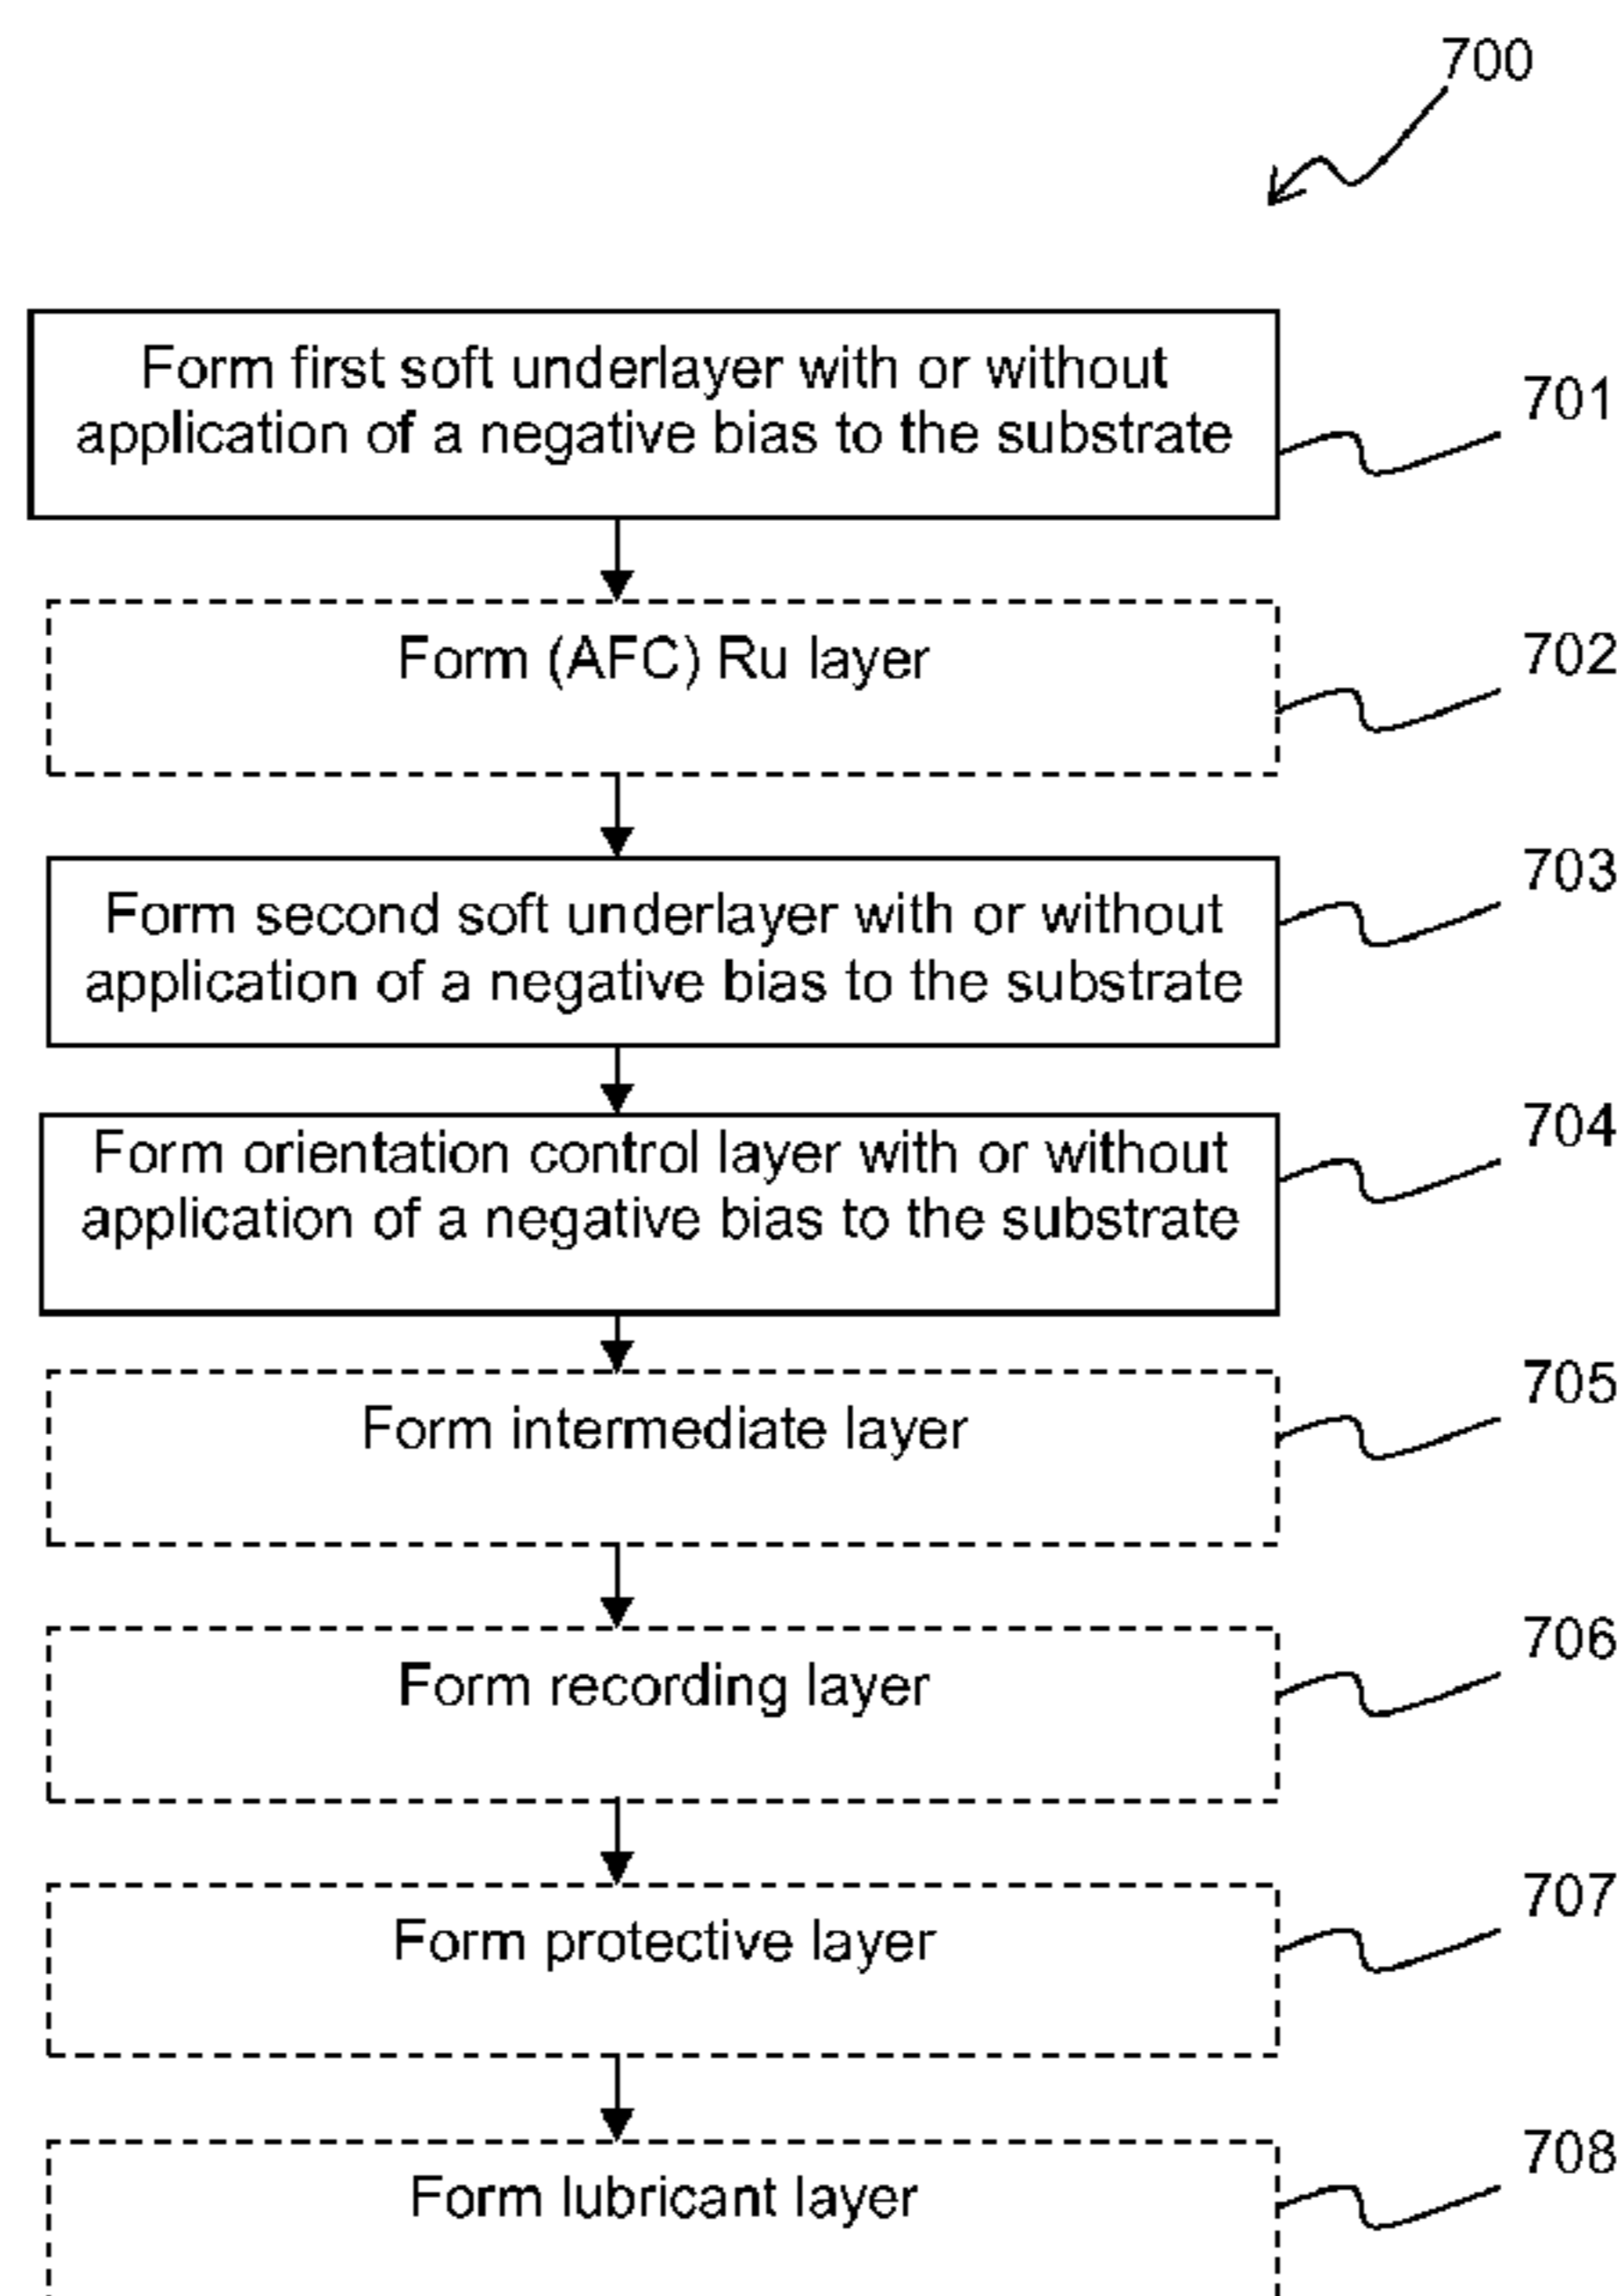 700
Form first soft underlayer with or without
application of a negative bias to the substrate
701
Form (AFC) Ru layer
702
Form second soft underlayer with or without
application of a negative bias to the substrate
703
Form orientation control layer with or without
application of a negative bias to the substrate
704
Form intermediate layer
705
Form recording layer
706
Form protective layer
707
Form lubricant layer
708